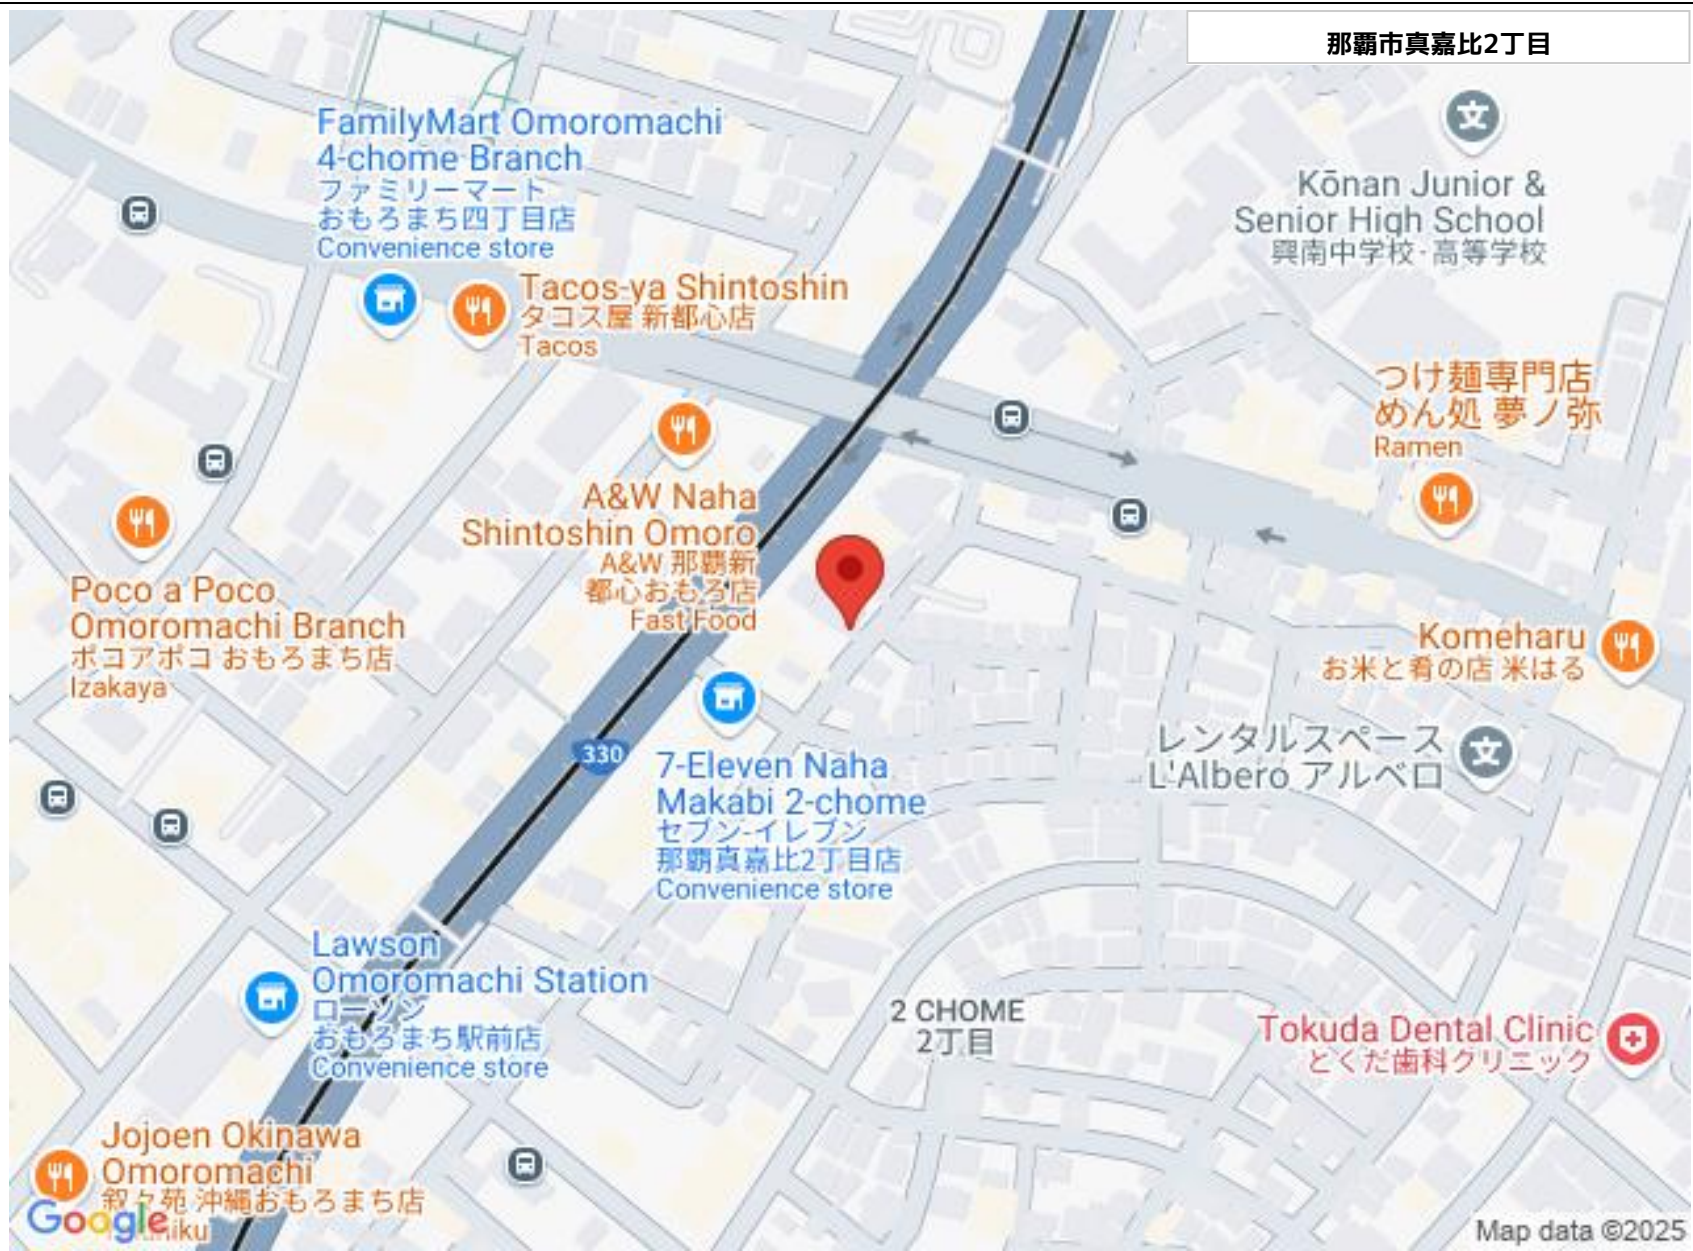 那覇市真嘉比2丁目
FamilyMart Omoromachi
4-chome Branch
ファミリーマート
おもろまち四丁目店
Convenience store
Kōnan Junior &
Senior High School
興南中学校·高等学校
Tacos-ya Shintoshin
タコス屋 新都心店
Tacos
つけ麺専門店
めん処 夢ノ弥
Ramen
A&W Naha
Shintoshin Omoro
A&W 那覇新
都心おもろ店
Fast Food
Poco a Poco
Omoromachi Branch
ポコアポコ おもろまち店
Izakaya
Komeharu
お米と肴の店 米はる
レンタルスペース
L'Albero アルベロ
330
7-Eleven Naha
Makabi 2-chome
セブン-イレブン
那覇真嘉比2丁目店
Convenience store
Lawson
Omoromachi Station
ローソン
おもろまち駅前店
Convenience store
2 CHOME
2丁目
Tokuda Dental Clinic
とくだ歯科クリニック
Jojoen Okinawa
Omoromachi
叙々苑 沖縄おもろまち店
Google
Map data ©2025